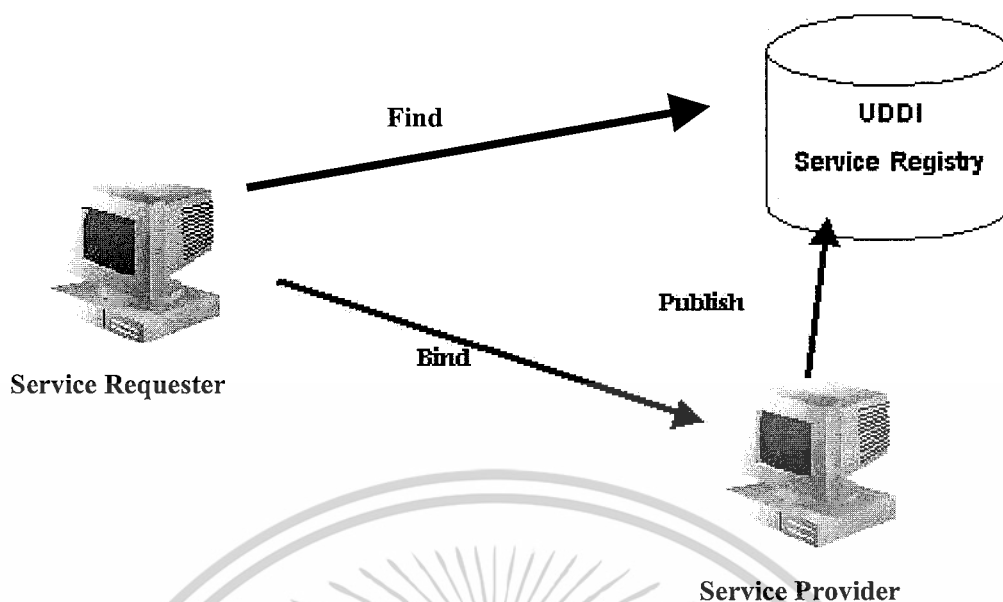 Find
UDDI
Service Registry
Publish
Bind
Service Requester
Service Provider